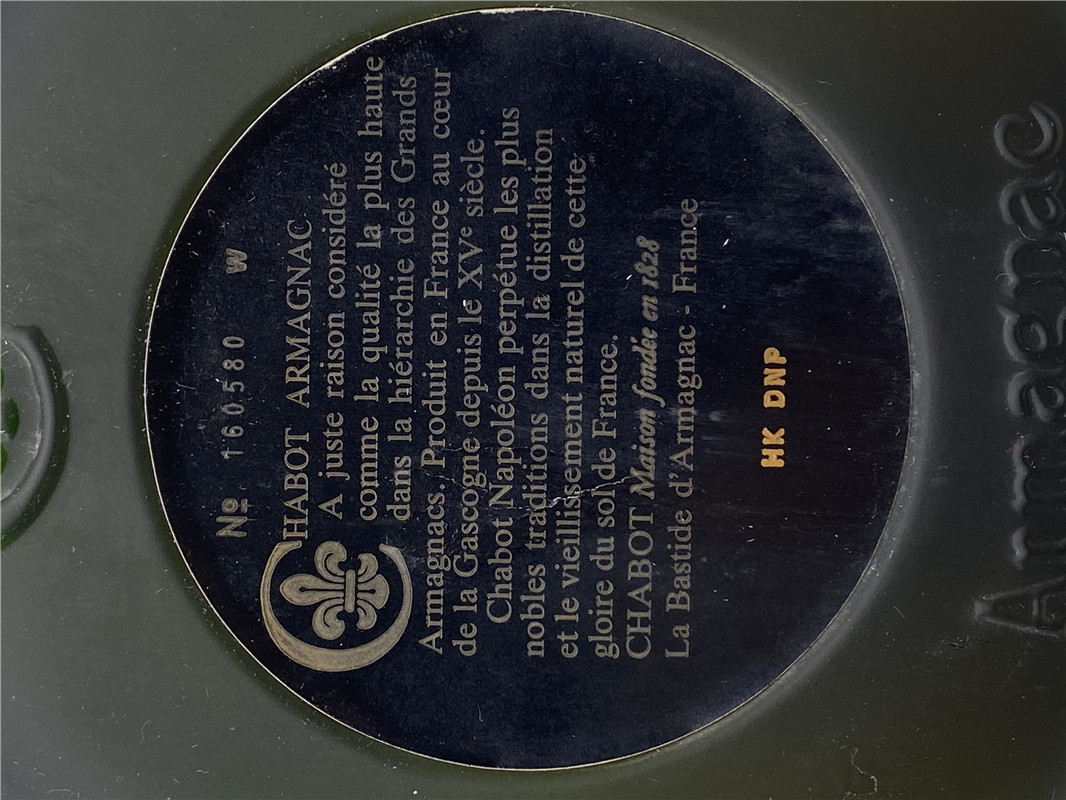 № 160580 W
CHABOT ARMAGNAC
A juste raison considéré
comme la qualité la plus haute
dans la hiérarchie des Grands
Armagnacs. Produit en France au cœur
de la Gascogne depuis le XVe siècle.
Chabot Napoléon perpétue les plus
nobles traditions dans la distillation
et le vieillissement naturel de cette
gloire du sol de France.
CHABOT Maison fondée en 1828
La Bastide d'Armagnac - France
HK DNP
Armagnac